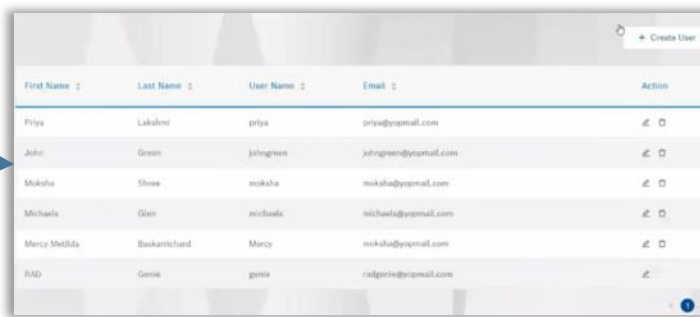 + Create User
First Name Last Name User Name Email Action
Priya Lakshmi priya priya@yopmail.com
John Green johngreen johngreen@yopmail.com
Moksha Shree moksha moksha@yopmail.com
Michaels Glen michaels michaels@yopmail.com
Mercy Metilda Baskarrichard Marcy moksha@yopmail.com
RAD Genie genie radgenie@yopmail.com
1